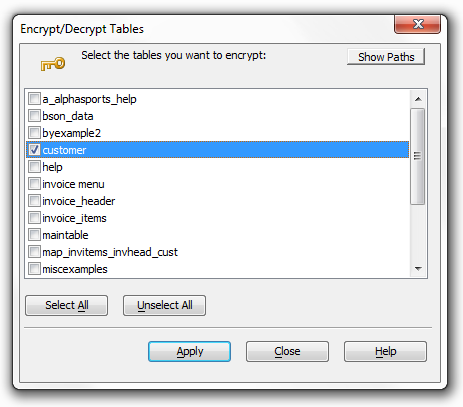 Encrypt/Decrypt Tables
Select the tables you want to encrypt:
Show Paths
a_alphasports_help
bson_data
byexample2
customer
help
invoice menu
invoice_header
invoice_items
maintable
map_invitems_invhead_cust
miscexamples
Select All
Unselect All
Apply
Close
Help